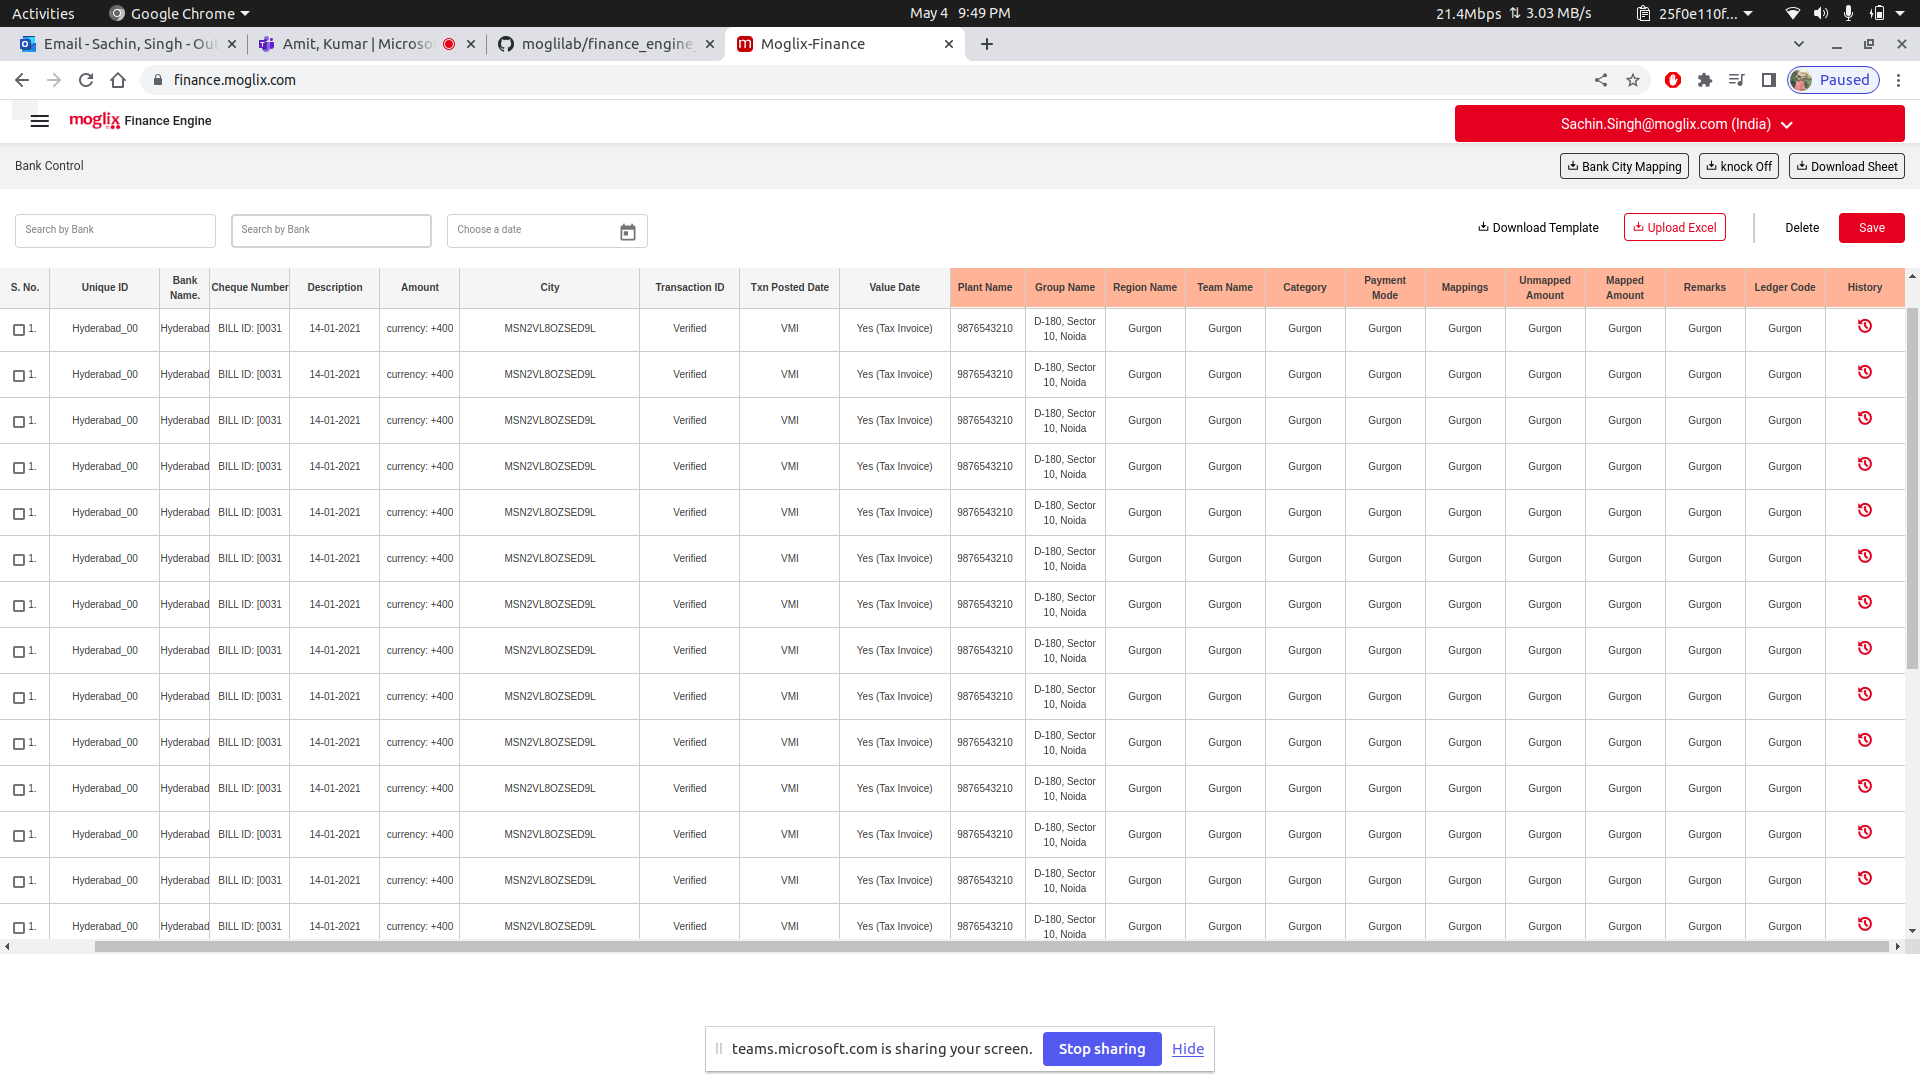 Activities Google Chrome May 4 9:49 PM 21.4Mbps ⇅ 3.03 MB/s 25f0e110f...
Email - Sachin, Singh - Out Amit, Kumar | Microso moglilab/finance_engine_ Moglix-Finance
finance.moglix.com Paused
moglix Finance Engine Sachin.Singh@moglix.com (India)
Bank Control Bank City Mapping knock Off Download Sheet
Search by Bank Search by Bank Choose a date Download Template Upload Excel Delete Save
S. No. Unique ID Bank Name. Cheque Number Description Amount City Transaction ID Txn Posted Date Value Date Plant Name Group Name Region Name Team Name Category Payment Mode Mappings Unmapped Amount Mapped Amount Remarks Ledger Code History
1. Hyderabad_00 Hyderabad BILL ID: [0031 14-01-2021 currency: +400 MSN2VL8OZSED9L Verified VMI Yes (Tax Invoice) 9876543210 D-180, Sector 10, Noida Gurgon Gurgon Gurgon Gurgon Gurgon Gurgon Gurgon Gurgon Gurgon
1. Hyderabad_00 Hyderabad BILL ID: [0031 14-01-2021 currency: +400 MSN2VL8OZSED9L Verified VMI Yes (Tax Invoice) 9876543210 D-180, Sector 10, Noida Gurgon Gurgon Gurgon Gurgon Gurgon Gurgon Gurgon Gurgon Gurgon
1. Hyderabad_00 Hyderabad BILL ID: [0031 14-01-2021 currency: +400 MSN2VL8OZSED9L Verified VMI Yes (Tax Invoice) 9876543210 D-180, Sector 10, Noida Gurgon Gurgon Gurgon Gurgon Gurgon Gurgon Gurgon Gurgon Gurgon
1. Hyderabad_00 Hyderabad BILL ID: [0031 14-01-2021 currency: +400 MSN2VL8OZSED9L Verified VMI Yes (Tax Invoice) 9876543210 D-180, Sector 10, Noida Gurgon Gurgon Gurgon Gurgon Gurgon Gurgon Gurgon Gurgon Gurgon
1. Hyderabad_00 Hyderabad BILL ID: [0031 14-01-2021 currency: +400 MSN2VL8OZSED9L Verified VMI Yes (Tax Invoice) 9876543210 D-180, Sector 10, Noida Gurgon Gurgon Gurgon Gurgon Gurgon Gurgon Gurgon Gurgon Gurgon
1. Hyderabad_00 Hyderabad BILL ID: [0031 14-01-2021 currency: +400 MSN2VL8OZSED9L Verified VMI Yes (Tax Invoice) 9876543210 D-180, Sector 10, Noida Gurgon Gurgon Gurgon Gurgon Gurgon Gurgon Gurgon Gurgon Gurgon
1. Hyderabad_00 Hyderabad BILL ID: [0031 14-01-2021 currency: +400 MSN2VL8OZSED9L Verified VMI Yes (Tax Invoice) 9876543210 D-180, Sector 10, Noida Gurgon Gurgon Gurgon Gurgon Gurgon Gurgon Gurgon Gurgon Gurgon
1. Hyderabad_00 Hyderabad BILL ID: [0031 14-01-2021 currency: +400 MSN2VL8OZSED9L Verified VMI Yes (Tax Invoice) 9876543210 D-180, Sector 10, Noida Gurgon Gurgon Gurgon Gurgon Gurgon Gurgon Gurgon Gurgon Gurgon
1. Hyderabad_00 Hyderabad BILL ID: [0031 14-01-2021 currency: +400 MSN2VL8OZSED9L Verified VMI Yes (Tax Invoice) 9876543210 D-180, Sector 10, Noida Gurgon Gurgon Gurgon Gurgon Gurgon Gurgon Gurgon Gurgon Gurgon
1. Hyderabad_00 Hyderabad BILL ID: [0031 14-01-2021 currency: +400 MSN2VL8OZSED9L Verified VMI Yes (Tax Invoice) 9876543210 D-180, Sector 10, Noida Gurgon Gurgon Gurgon Gurgon Gurgon Gurgon Gurgon Gurgon Gurgon
1. Hyderabad_00 Hyderabad BILL ID: [0031 14-01-2021 currency: +400 MSN2VL8OZSED9L Verified VMI Yes (Tax Invoice) 9876543210 D-180, Sector 10, Noida Gurgon Gurgon Gurgon Gurgon Gurgon Gurgon Gurgon Gurgon Gurgon
1. Hyderabad_00 Hyderabad BILL ID: [0031 14-01-2021 currency: +400 MSN2VL8OZSED9L Verified VMI Yes (Tax Invoice) 9876543210 D-180, Sector 10, Noida Gurgon Gurgon Gurgon Gurgon Gurgon Gurgon Gurgon Gurgon Gurgon
1. Hyderabad_00 Hyderabad BILL ID: [0031 14-01-2021 currency: +400 MSN2VL8OZSED9L Verified VMI Yes (Tax Invoice) 9876543210 D-180, Sector 10, Noida Gurgon Gurgon Gurgon Gurgon Gurgon Gurgon Gurgon Gurgon Gurgon
1. Hyderabad_00 Hyderabad BILL ID: [0031 14-01-2021 currency: +400 MSN2VL8OZSED9L Verified VMI Yes (Tax Invoice) 9876543210 D-180, Sector 10, Noida Gurgon Gurgon Gurgon Gurgon Gurgon Gurgon Gurgon Gurgon Gurgon
teams.microsoft.com is sharing your screen. Stop sharing Hide